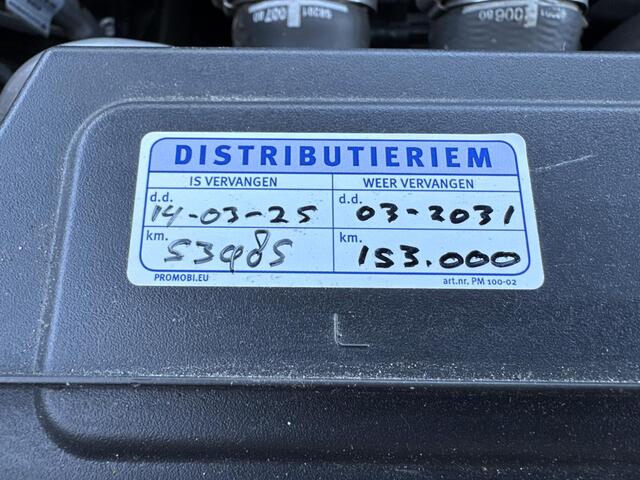 DISTRIBUTIERIEM
IS VERVANGEN
WEER VERVANGEN
d.d.
14-03-25
d.d.
03-2031
km.
53985
km.
153.000
PROMOBI.EU
art.nr. PM 100-02